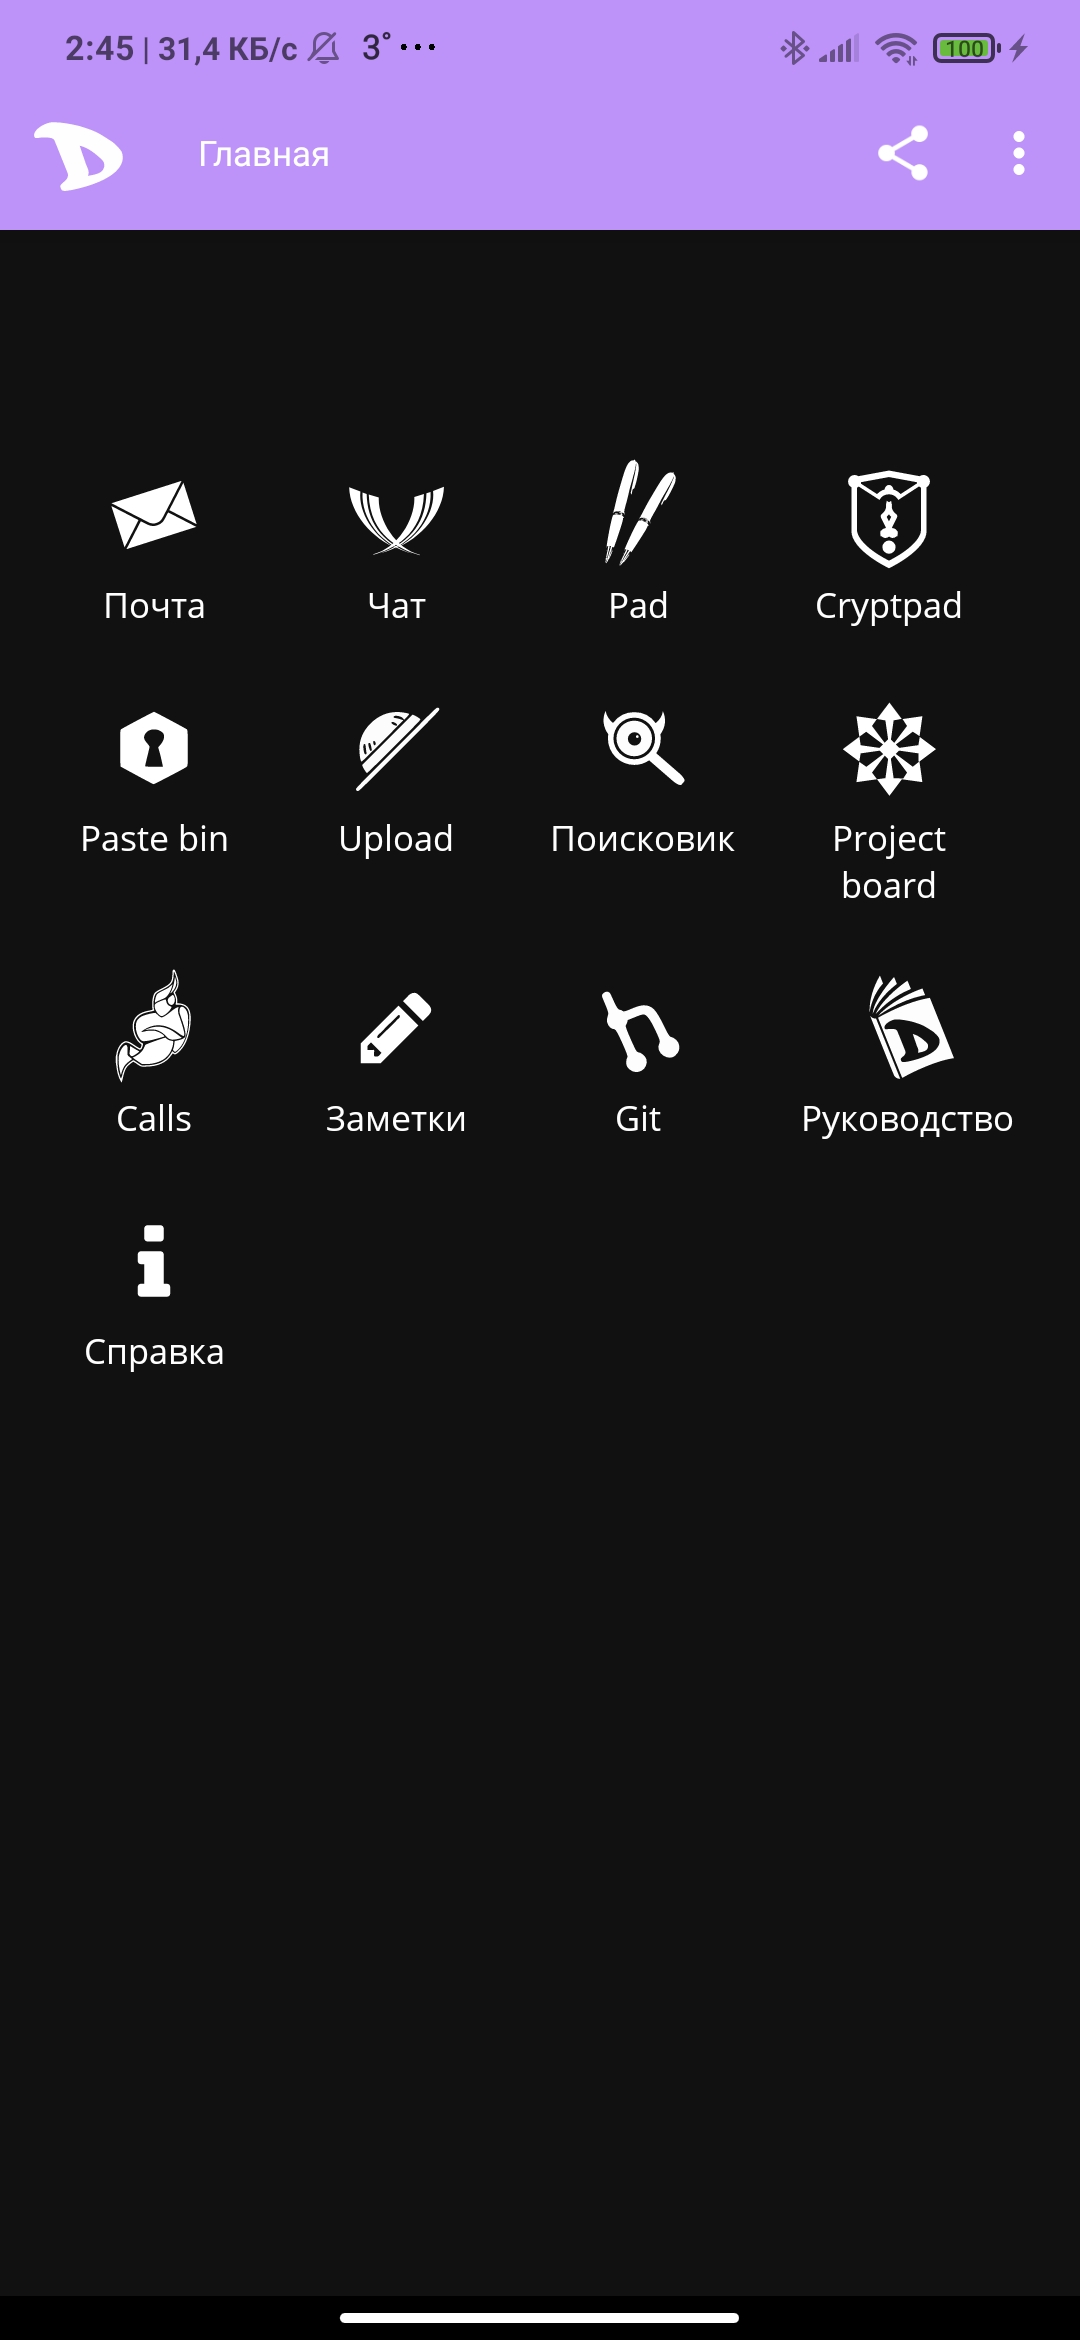 2:45 | 31,4 КБ/с 3° ... 100
Главная
Почта Чат Pad Cryptpad
Paste bin Upload Поисковик Project
board
Calls Заметки Git Руководство
Справка